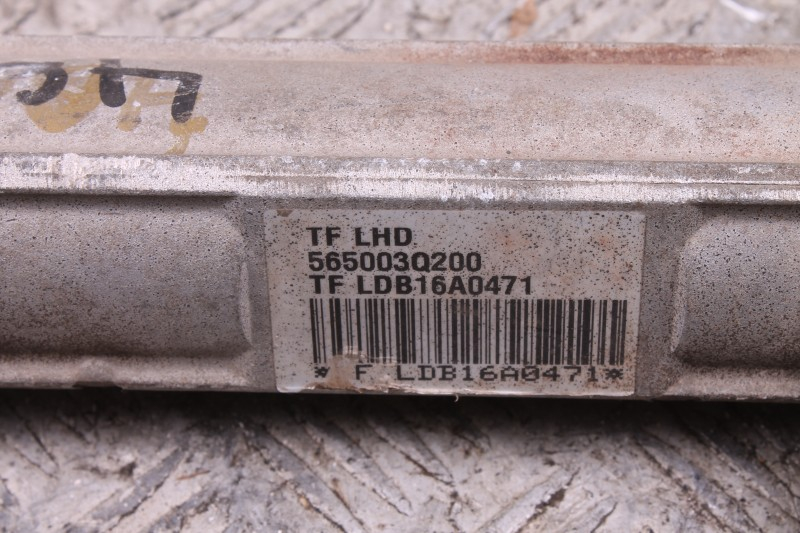 TF LHD
565003Q200
TF LDB16A0471
* F LDB16A0471*